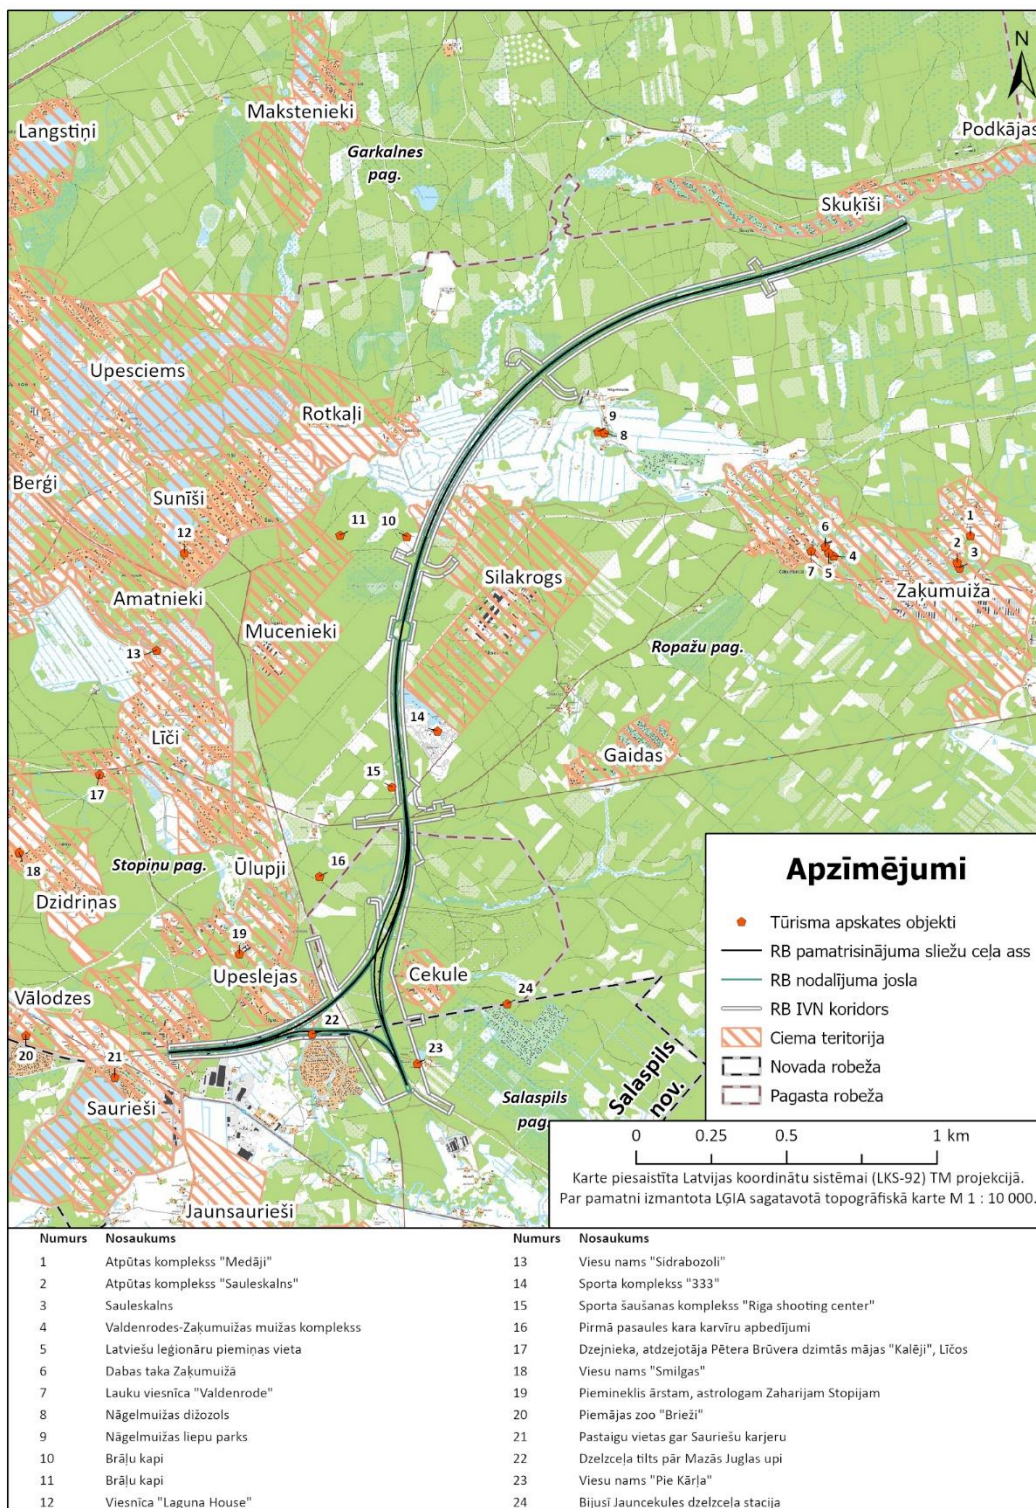 N
Langstiņi
Makstenieki
Podkājas
Garkalnes
pag.
Skuķīši
Upesciems
Rotkaļi
9
8
Berģi
Sunīši
12
11
10
1
2
3
6
7
5
4
Silakrogs
Zaķumuiža
Amatnieki
Mucenieki
13
Ropažu pag.
14
Līči
Gaidas
15
17
Stopiņu pag.
Ūlupji
16
18
Dzidriņas
19
Upeslejas
Cekule
24
Vālodzes
22
23
20
21
Saurieši
Salaspils
pag.
Salaspils
nov.
Jaunsaurieši
Apzīmējumi
Tūrisma apskates objekti
RB pamatrisinājuma sliežu ceļa ass
RB nodalījuma josla
RB IVN koridors
Ciema teritorija
Novada robeža
Pagasta robeža
0 0.25 0.5 1 km
Karte piesaistīta Latvijas koordinātu sistēmai (LKS-92) TM projekcijā.
Par pamatni izmantota LĢIA sagatavotā topogrāfiskā karte M 1 : 10 000.
Numurs Nosaukums
1 Atpūtas komplekss "Medāji"
2 Atpūtas komplekss "Sauleskalns"
3 Sauleskalns
4 Valdenrodes-Zaķumuižas muižas komplekss
5 Latviešu leģionāru piemiņas vieta
6 Dabas taka Zaķumuižā
7 Lauku viesnīca "Valdenrode"
8 Nāgelmuižas dižozols
9 Nāgelmuižas liepu parks
10 Brāļu kapi
11 Brāļu kapi
12 Viesnīca "Laguna House"
Numurs Nosaukums
13 Viesu nams "Sidrabozoli"
14 Sporta komplekss "333"
15 Sporta šaušanas komplekss "Riga shooting center"
16 Pirmā pasaules kara karvīru apbedījumi
17 Dzejnieka, atdzejotāja Pētera Brūvera dzimtās mājas "Kalēji", Līčos
18 Viesu nams "Smilgas"
19 Piemineklis ārstam, astrologam Zaharijam Stopijam
20 Piemājas zoo "Brieži"
21 Pastaigu vietas gar Sauriešu karjeru
22 Dzelzceļa tilts pār Mazās Juglas upi
23 Viesu nams "Pie Kārļa"
24 Bijusī Jauncekules dzelzceļa stacija